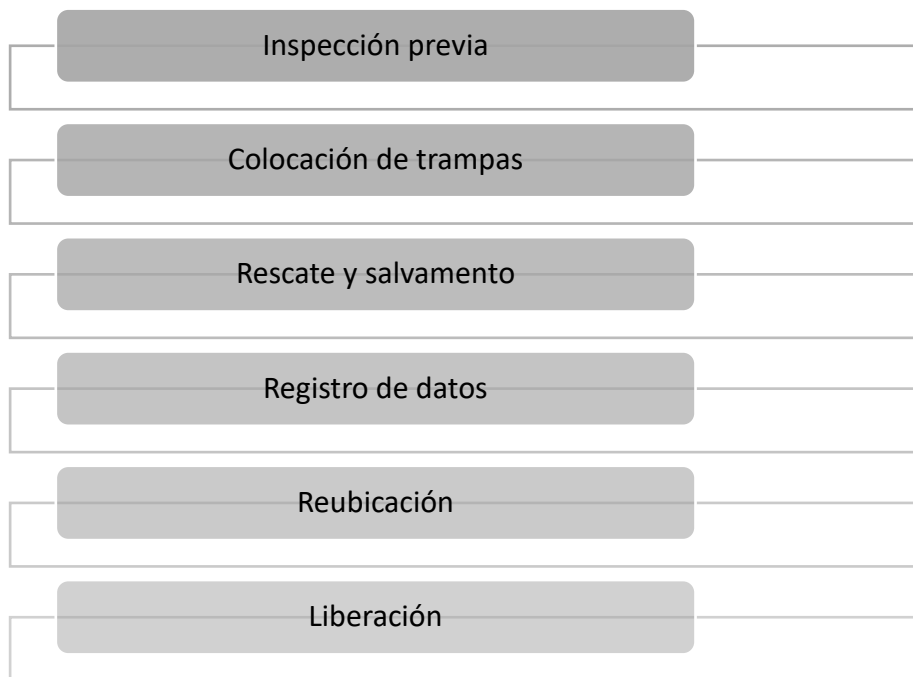 Inspección previa
Colocación de trampas
Rescate y salvamento
Registro de datos
Reubicación
Liberación